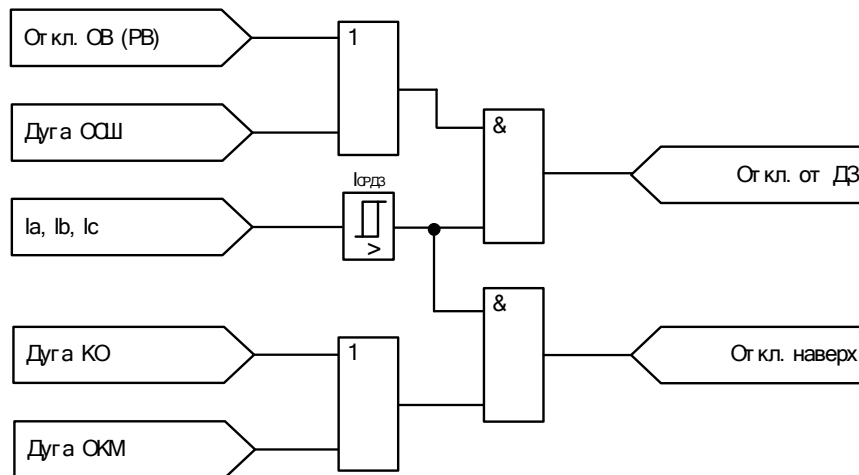 Откл. ОВ (РВ)
1
Дуга ОСШ
&
Откл. от ДЗ
IСРДЗ
Ia, Ib, Ic
>
&
Дуга КО
1
Откл. наверх
Дуга ОКМ